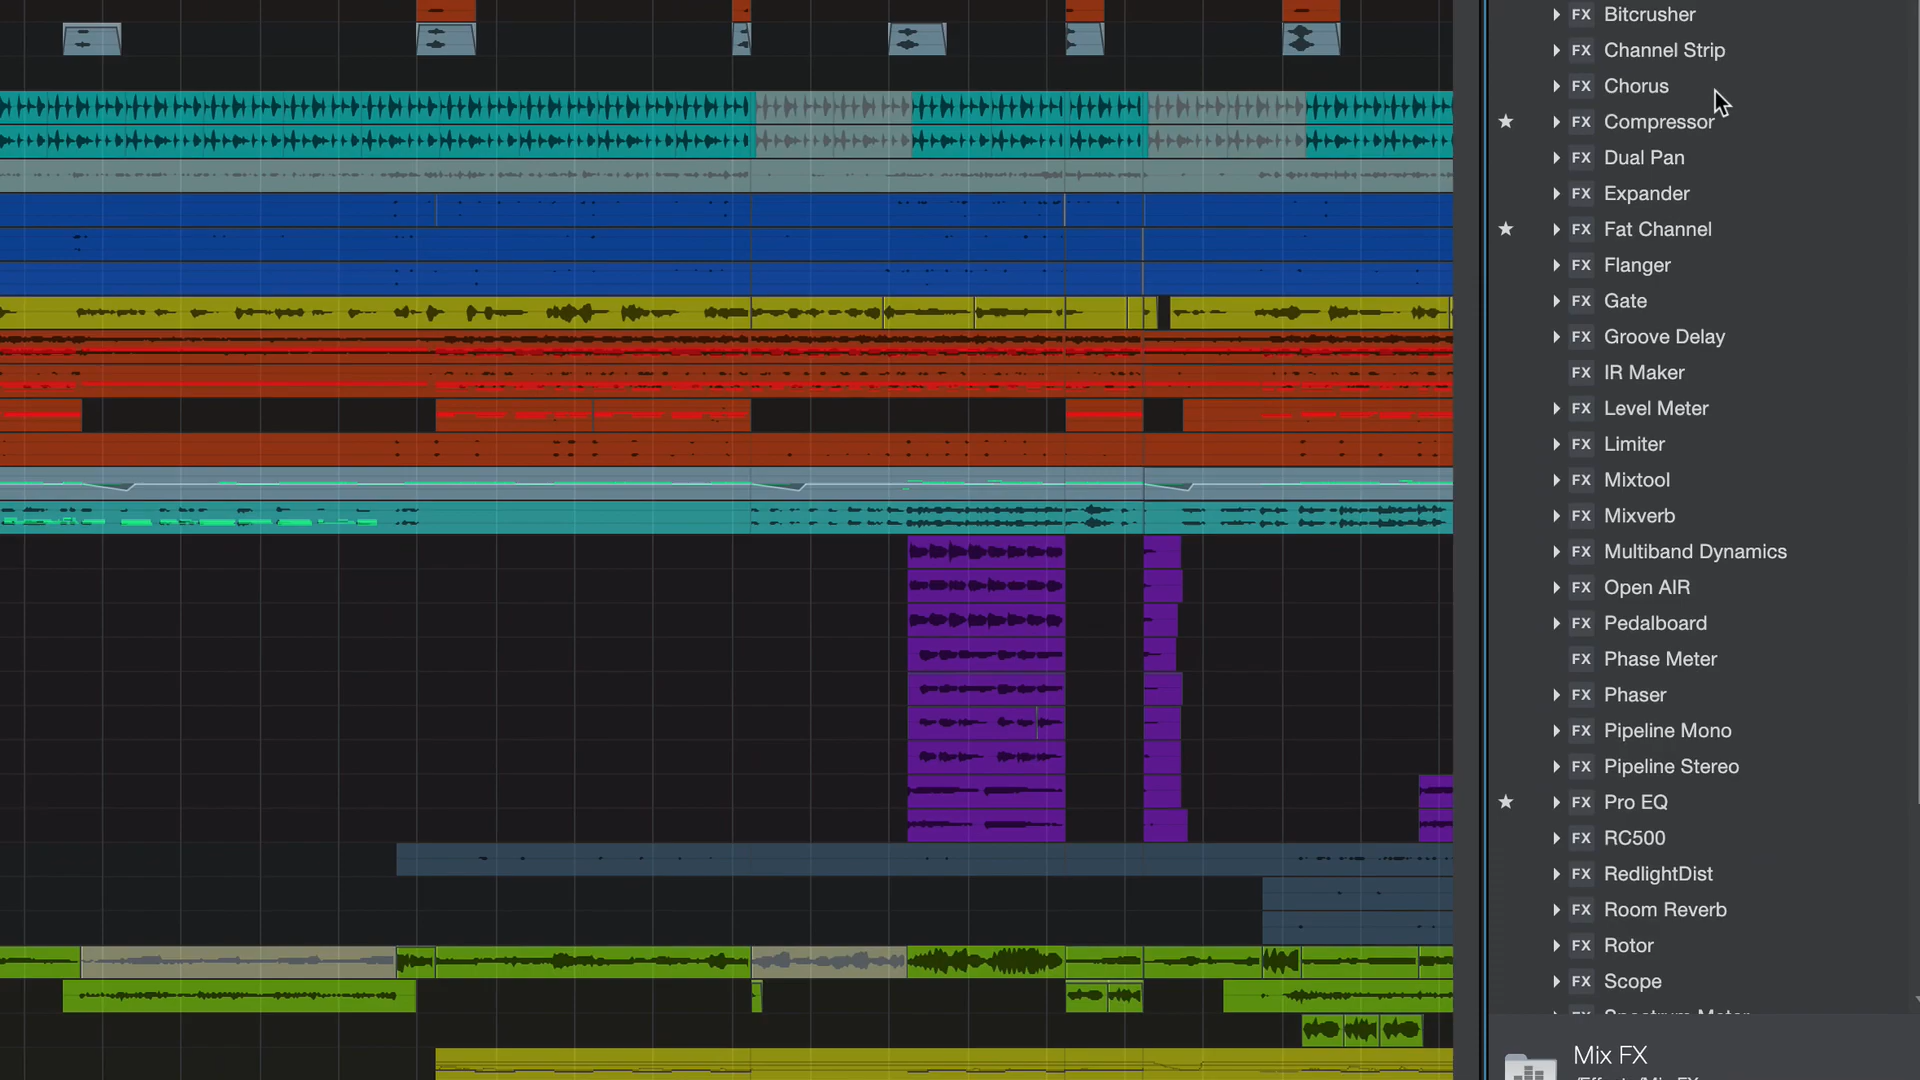 FX Bitcrusher
FX Channel Strip
FX Chorus
FX Compressor
FX Dual Pan
FX Expander
FX Fat Channel
FX Flanger
FX Gate
FX Groove Delay
FX IR Maker
FX Level Meter
FX Limiter
FX Mixtool
FX Mixverb
FX Multiband Dynamics
FX Open AIR
FX Pedalboard
FX Phase Meter
FX Phaser
FX Pipeline Mono
FX Pipeline Stereo
FX Pro EQ
FX RC500
FX RedlightDist
FX Room Reverb
FX Rotor
FX Scope
Mix FX